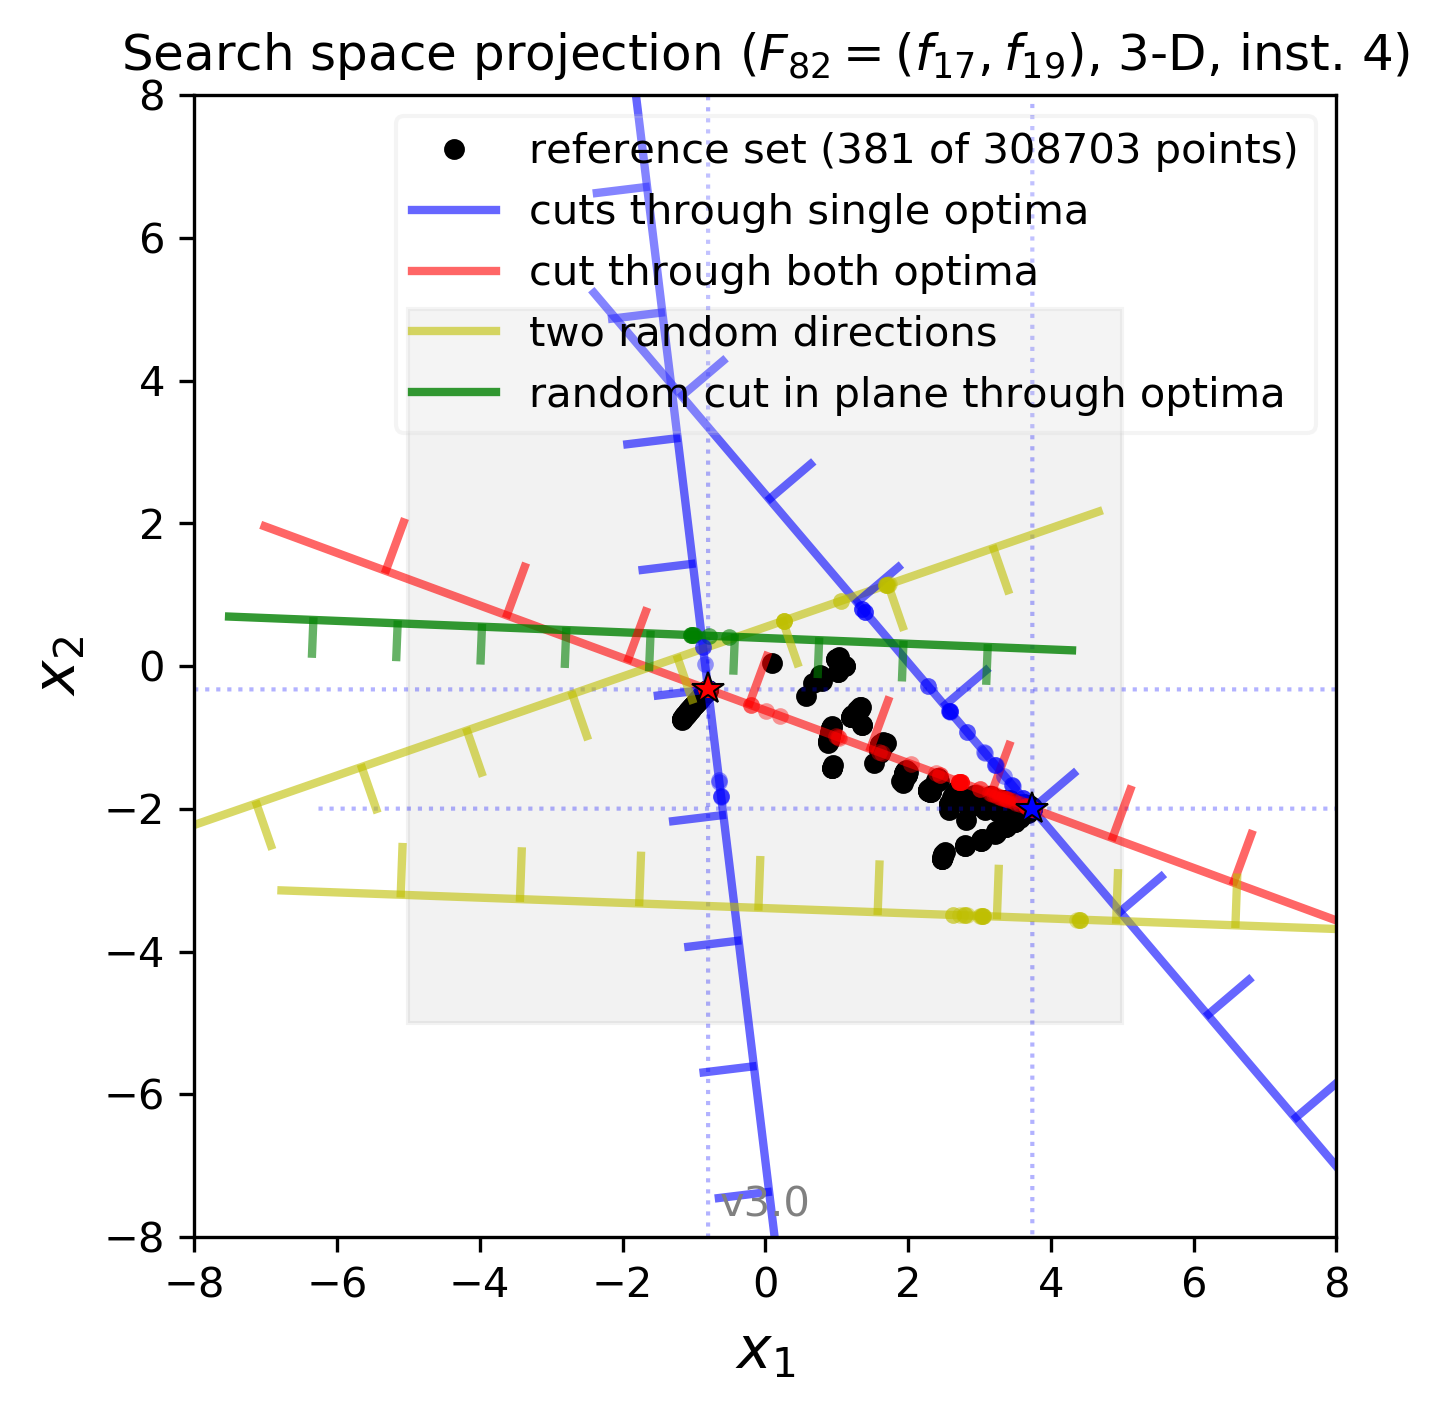 Search space projection (F₈₂ = (f₁₇, f₁₉), 3-D, inst. 4)
8
reference set (381 of 308703 points)
cuts through single optima
6
cut through both optima
two random directions
4
random cut in plane through optima
2
0
x₂
−2
−4
−6
v3.0
−8
−8 −6 −4 −2 0 2 4 6 8
x₁